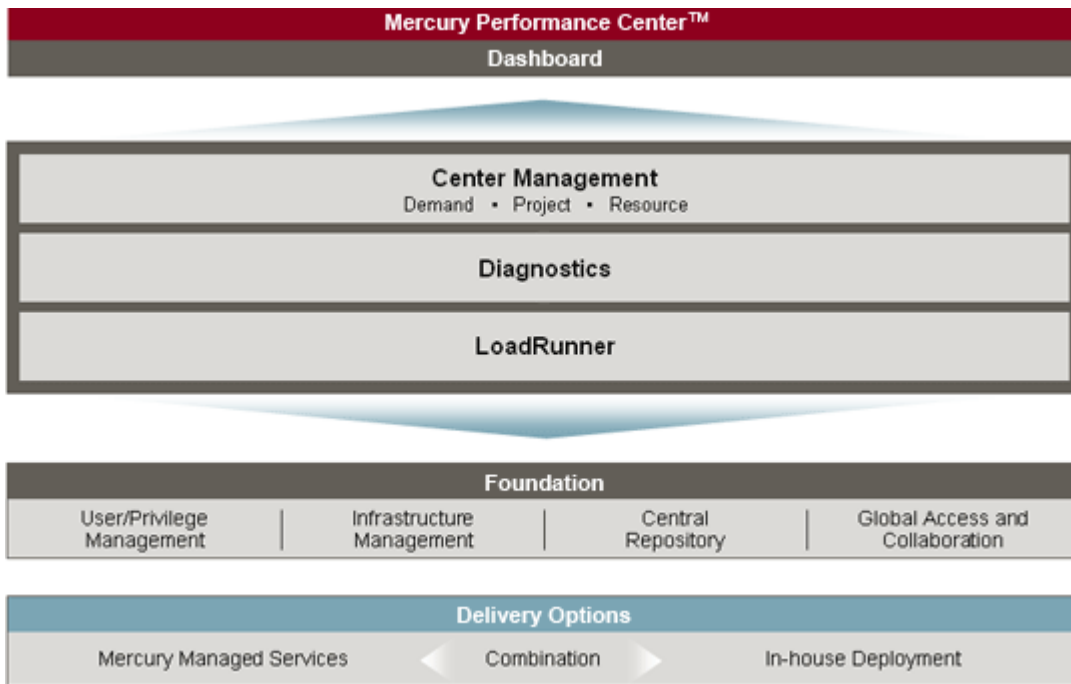 Mercury Performance Center™
Dashboard
Center Management
Demand • Project • Resource
Diagnostics
LoadRunner
Foundation
User/Privilege Management
Infrastructure Management
Central Repository
Global Access and Collaboration
Delivery Options
Mercury Managed Services
Combination
In-house Deployment